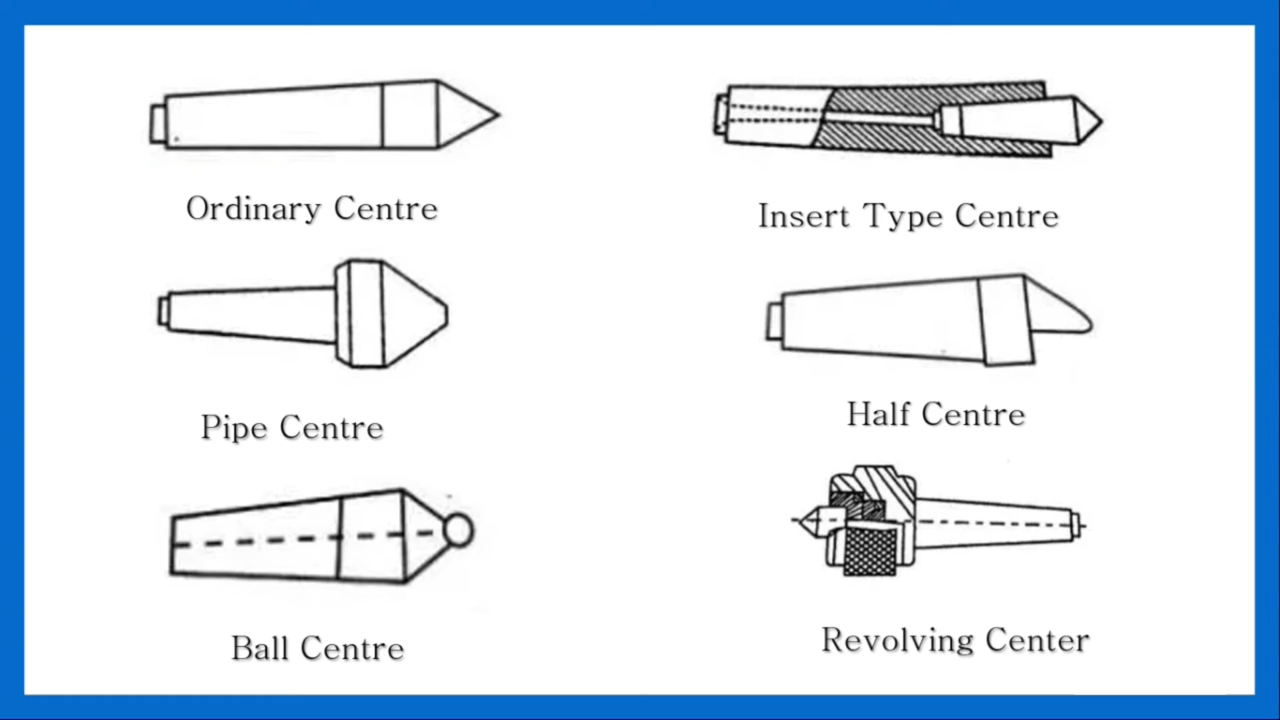 Ordinary Centre
Insert Type Centre
Pipe Centre
Half Centre
Ball Centre
Revolving Center